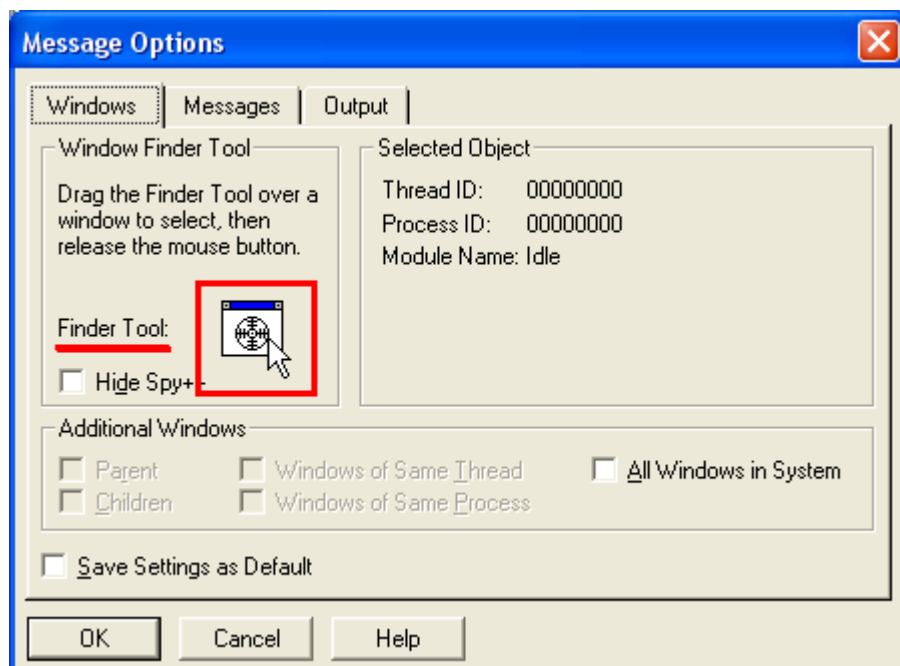 Message Options
Windows Messages Output
Window Finder Tool
Drag the Finder Tool over a
window to select, then
release the mouse button.
Finder Tool:
Hide Spy+
Selected Object
Thread ID: 00000000
Process ID: 00000000
Module Name: Idle
Additional Windows
Parent Windows of Same Thread All Windows in System
Children Windows of Same Process
Save Settings as Default
OK Cancel Help